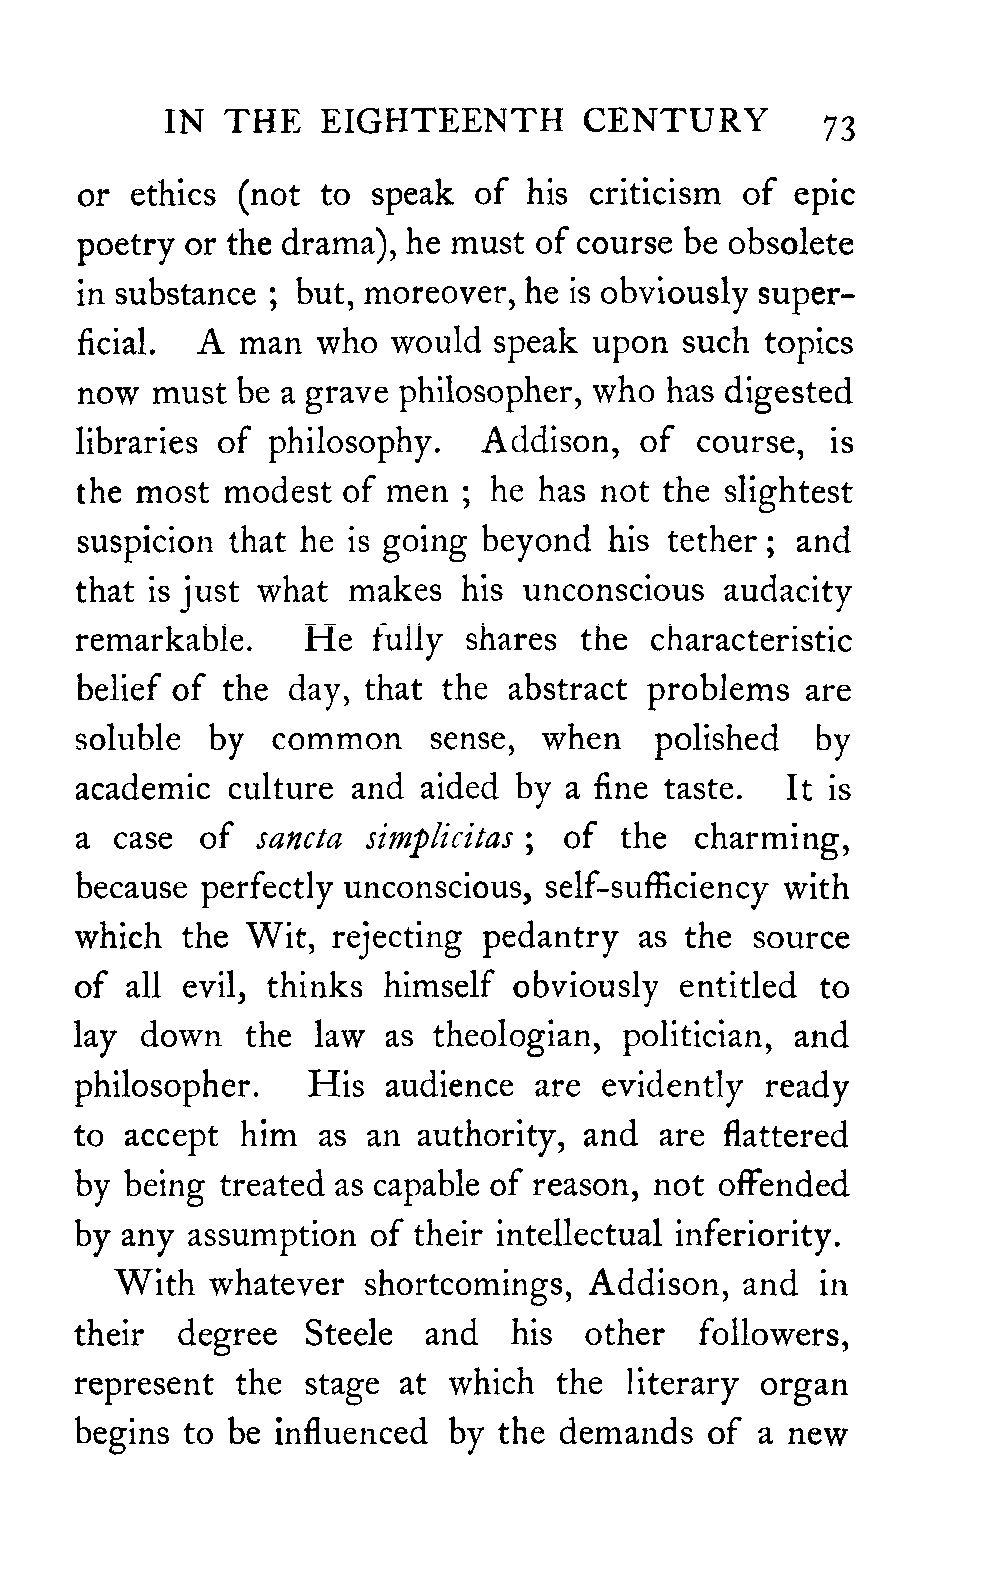 IN THE EIGHTEENTH CENTURY 73
or ethics (not to speak of his criticism of epic
poetry or the drama), he must of course be obsolete
in substance ; but, moreover, he is obviously super-
ficial. A man who would speak upon such topics
now must be a grave philosopher, who has digested
libraries of philosophy. Addison, of course, is
the most modest of men ; he has not the slightest
suspicion that he is going beyond his tether ; and
that is just what makes his unconscious audacity
remarkable. He fully shares the characteristic
belief of the day, that the abstract problems are
soluble by common sense, when polished by
academic culture and aided by a fine taste. It is
a case of sancta simplicitas ; of the charming,
because perfectly unconscious, self-sufficiency with
which the Wit, rejecting pedantry as the source
of all evil, thinks himself obviously entitled to
lay down the law as theologian, politician, and
philosopher. His audience are evidently ready
to accept him as an authority, and are flattered
by being treated as capable of reason, not offended
by any assumption of their intellectual inferiority.
With whatever shortcomings, Addison, and in
their degree Steele and his other followers,
represent the stage at which the literary organ
begins to be influenced by the demands of a new